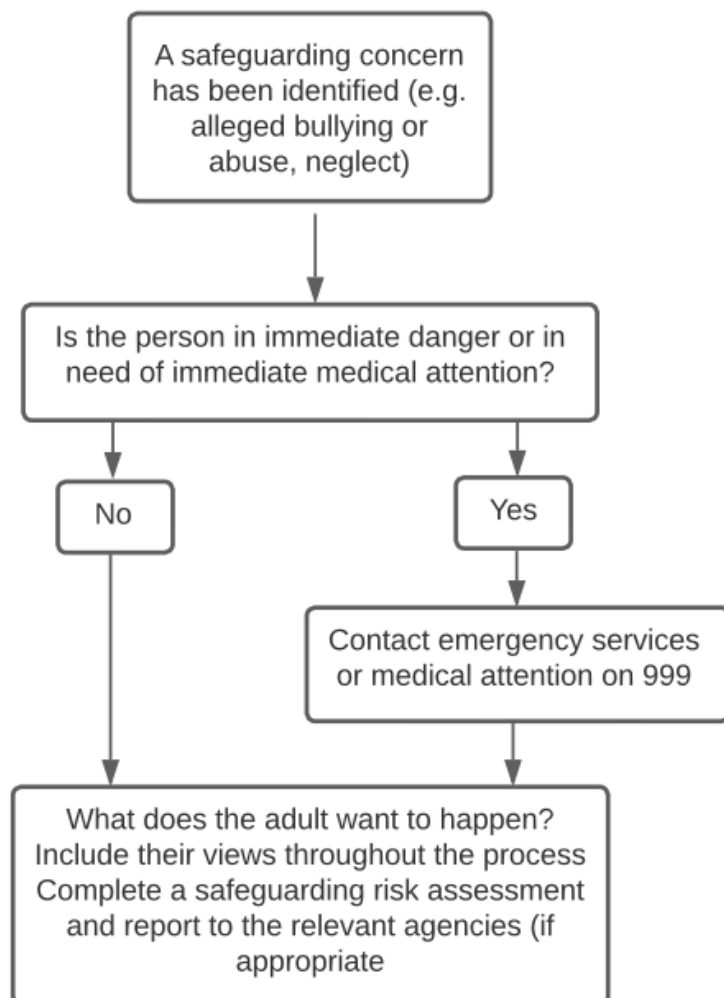 A safeguarding concern
has been identified (e.g.
alleged bullying or
abuse, neglect)
Is the person in immediate danger or in
need of immediate medical attention?
No
Yes
Contact emergency services
or medical attention on 999
What does the adult want to happen?
Include their views throughout the process
Complete a safeguarding risk assessment
and report to the relevant agencies (if
appropriate